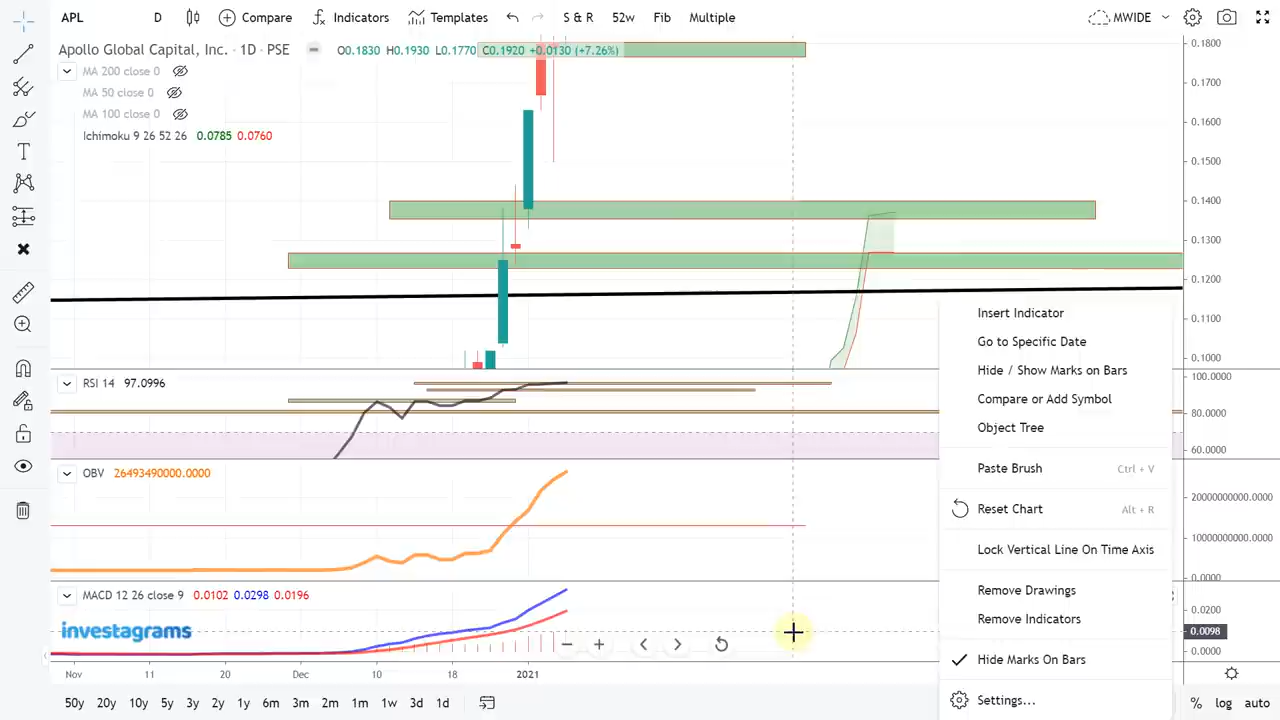 APL D Compare Indicators Templates S & R 52w Fib Multiple MWIDE
Apollo Global Capital, Inc. · 1D · PSE O0.1830 H0.1930 L0.1770 C0.1920 +0.0130 (+7.26%)
MA 200 close 0
MA 50 close 0
MA 100 close 0
Ichimoku 9 26 52 26 0.0785 0.0760
0.1800
0.1700
0.1600
0.1500
0.1400
0.1300
0.1200
0.1100
0.1000
Insert Indicator
Go to Specific Date
Hide / Show Marks on Bars
Compare or Add Symbol
Object Tree
Paste Brush Ctrl + V
Reset Chart Alt + R
Lock Vertical Line On Time Axis
Remove Drawings
Remove Indicators
Hide Marks On Bars
Settings...
RSI 14 97.0996
100.0000
80.0000
60.0000
OBV 26493490000.0000
20000000000.0000
10000000000.0000
0.0000
MACD 12 26 close 9 0.0102 0.0298 0.0196
0.0200
0.0098
0.0000
investagrams
Nov 11 20 Dec 10 18 2021
50y 20y 10y 5y 3y 2y 1y 6m 3m 2m 1m 1w 3d 1d % log auto